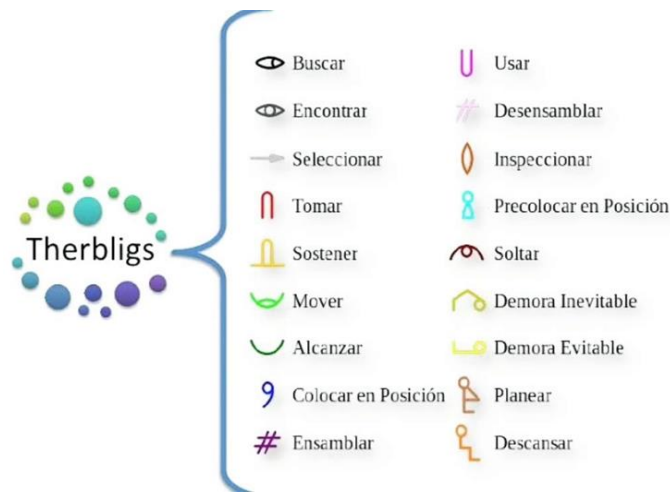 Therbligs
Buscar
Encontrar
Seleccionar
Tomar
Sostener
Mover
Alcanzar
Colocar en Posición
Ensamblar
Usar
Desensamblar
Inspeccionar
Precolocar en Posición
Soltar
Demora Inevitable
Demora Evitable
Planear
Descansar